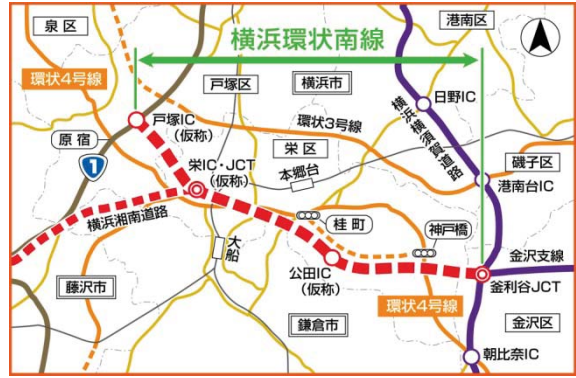 泉区
港南区
横浜環状南線
環状4号線
戸塚区
横浜市
日野IC
戸塚IC
(仮称)
環状3号線
横浜横須賀道路
原宿
栄区
磯子区
1
栄IC・JCT
(仮称)
本郷台
港南台IC
横浜湘南道路
桂町
神戸橋
大船
金沢支線
公田IC
(仮称)
釜利谷JCT
藤沢市
環状4号線
鎌倉市
金沢区
朝比奈IC